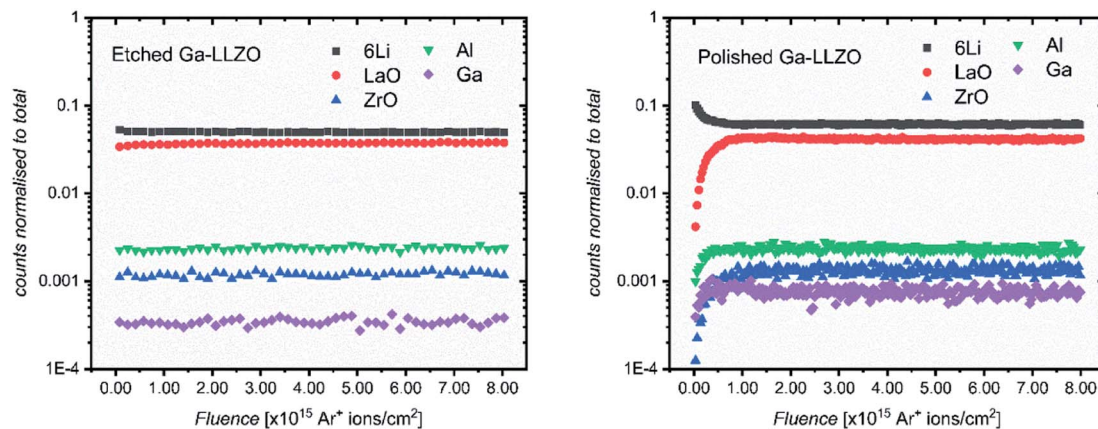 Etched Ga-LLZO
6Li
LaO
ZrO
Al
Ga
counts normalised to total
1
0.1
0.01
0.001
1E-4
0.00 1.00 2.00 3.00 4.00 5.00 6.00 7.00 8.00
Fluence [x10¹⁵ Ar⁺ ions/cm²]
Polished Ga-LLZO
6Li
LaO
ZrO
Al
Ga
counts normalised to total
1
0.1
0.01
0.001
1E-4
0.00 1.00 2.00 3.00 4.00 5.00 6.00 7.00 8.00
Fluence [x10¹⁵ Ar⁺ ions/cm²]